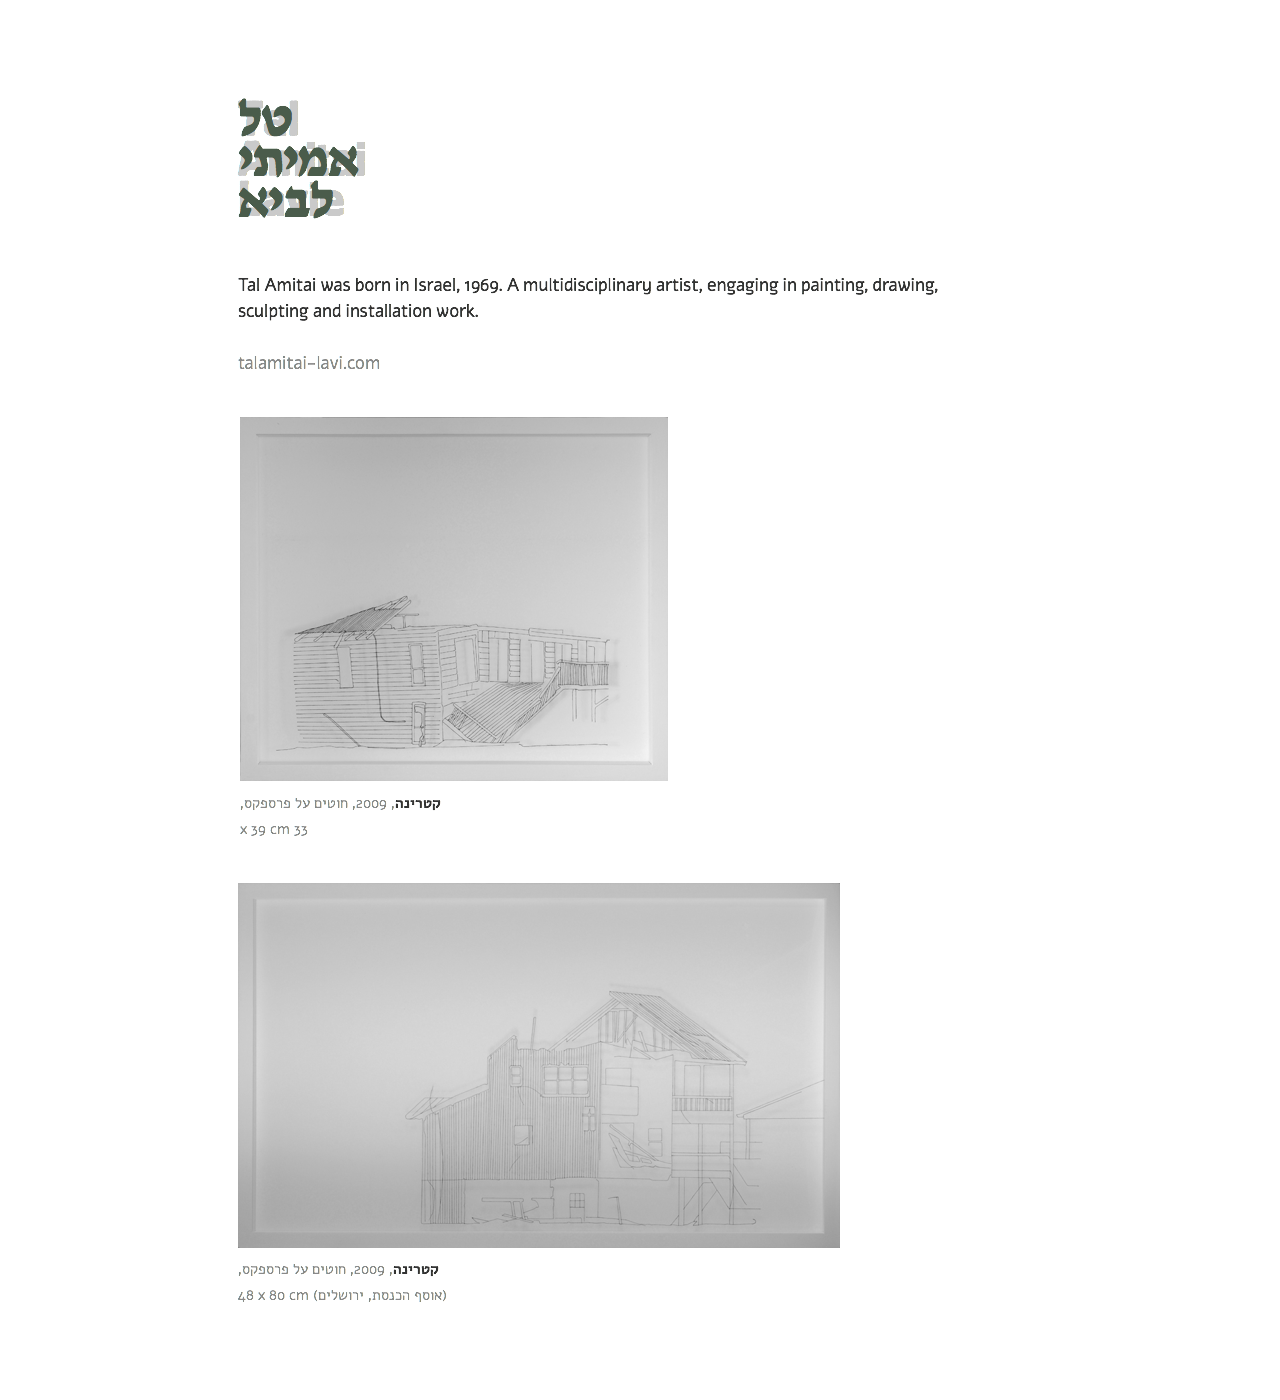 טל
אמיתי
לביא
Tal Amitai was born in Israel, 1969. A multidisciplinary artist, engaging in painting, drawing,
sculpting and installation work.
talamitai-lavi.com
קטרינה, 2009, חוטים על פרספקס,
x 39 cm 33
קטרינה, 2009, חוטים על פרספקס,
48 x 80 cm (אוסף הכנסת, ירושלים)